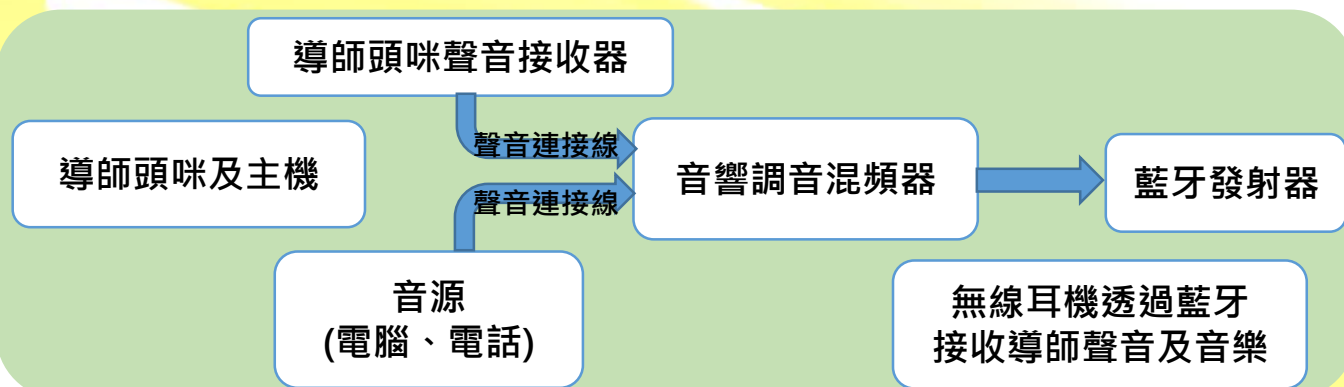 導師頭咪聲音接收器
導師頭咪及主機
聲音連接線
聲音連接線
音響調音混頻器
藍牙發射器
音源
(電腦、電話)
無線耳機透過藍牙
接收導師聲音及音樂